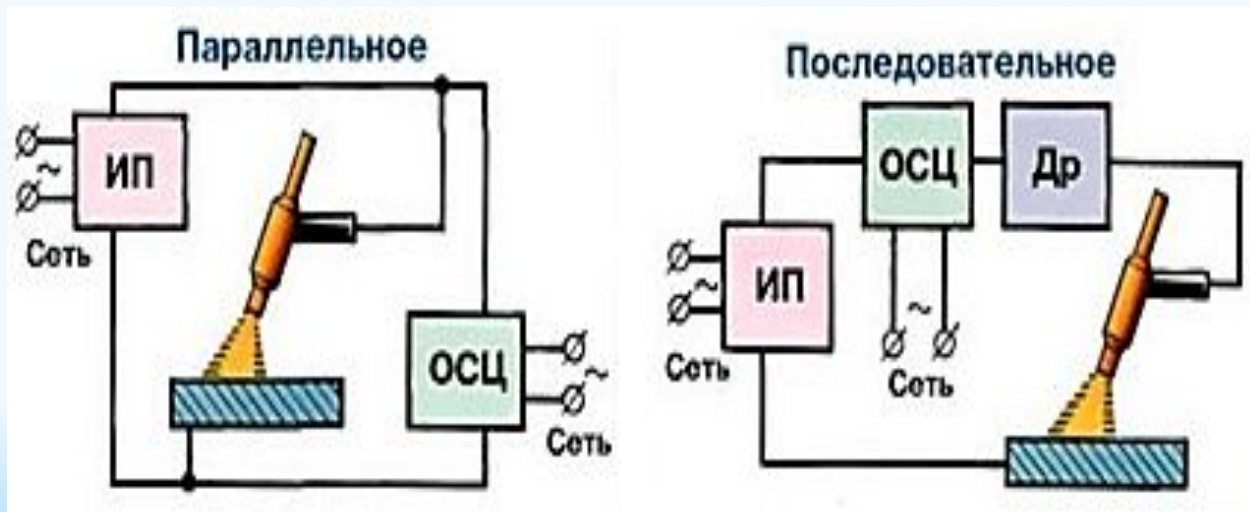 Параллельное
ИП
~
Сеть
ОСЦ
~
Сеть
Последовательное
ОСЦ
Др
ИП
~
Сеть
~
Сеть